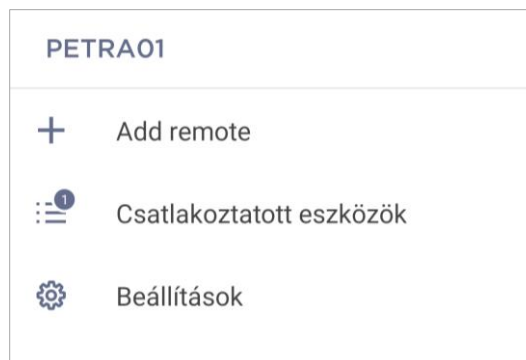 PETRA01
Add remote
1
Csatlakoztatott eszközök
Beállítások